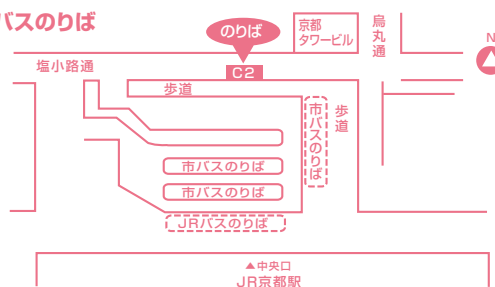 バスのりば
のりば
京都
タワービル
烏丸通
N
塩小路通
C2
歩道
市バスのりば
歩道
市バスのりば
市バスのりば
JRバスのりば
▲中央口
JR京都駅